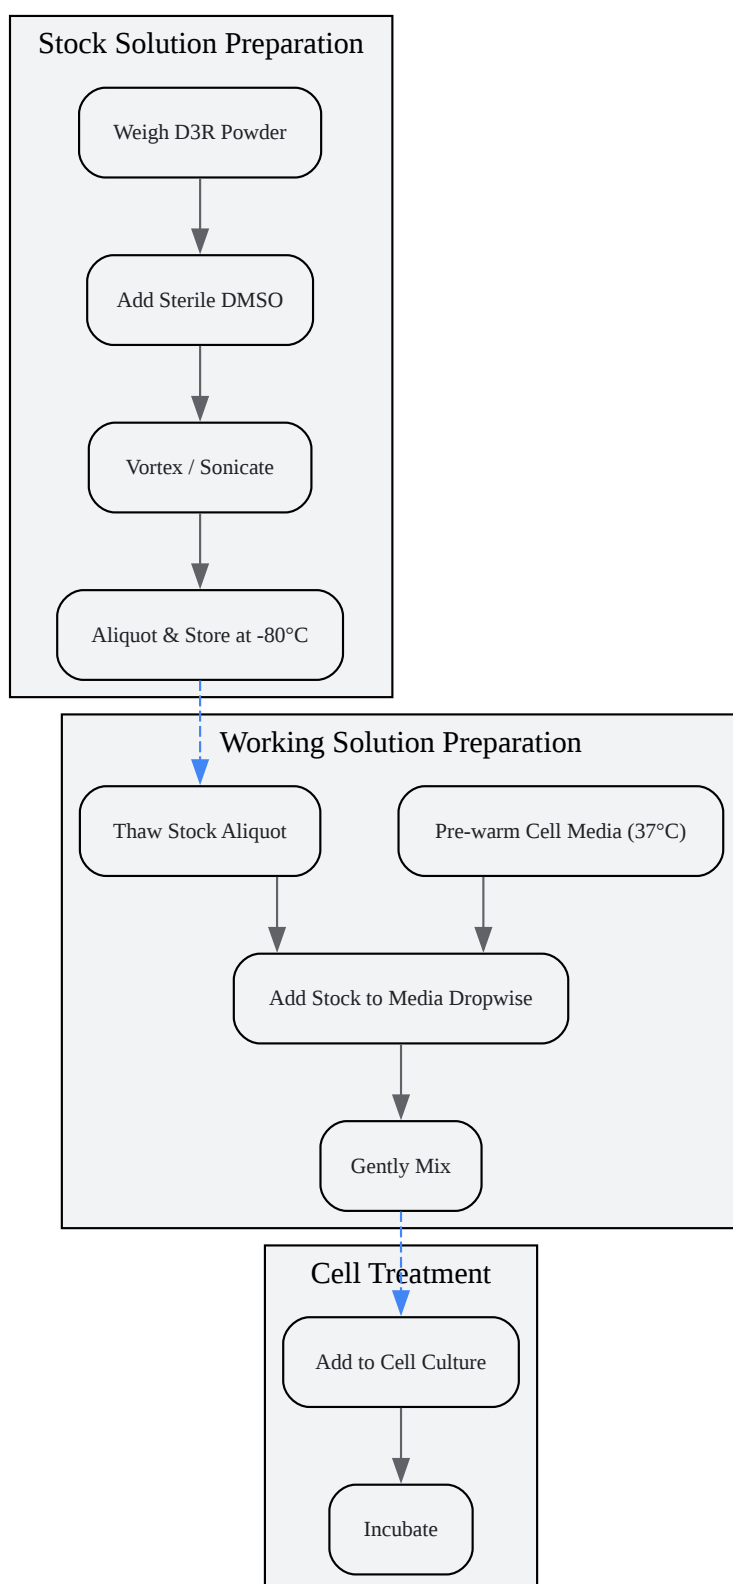 Stock Solution Preparation
Weigh D3R Powder
Add Sterile DMSO
Vortex / Sonicate
Aliquot & Store at -80°C
Working Solution Preparation
Thaw Stock Aliquot
Pre-warm Cell Media (37°C)
Add Stock to Media Dropwise
Gently Mix
Cell Treatment
Add to Cell Culture
Incubate